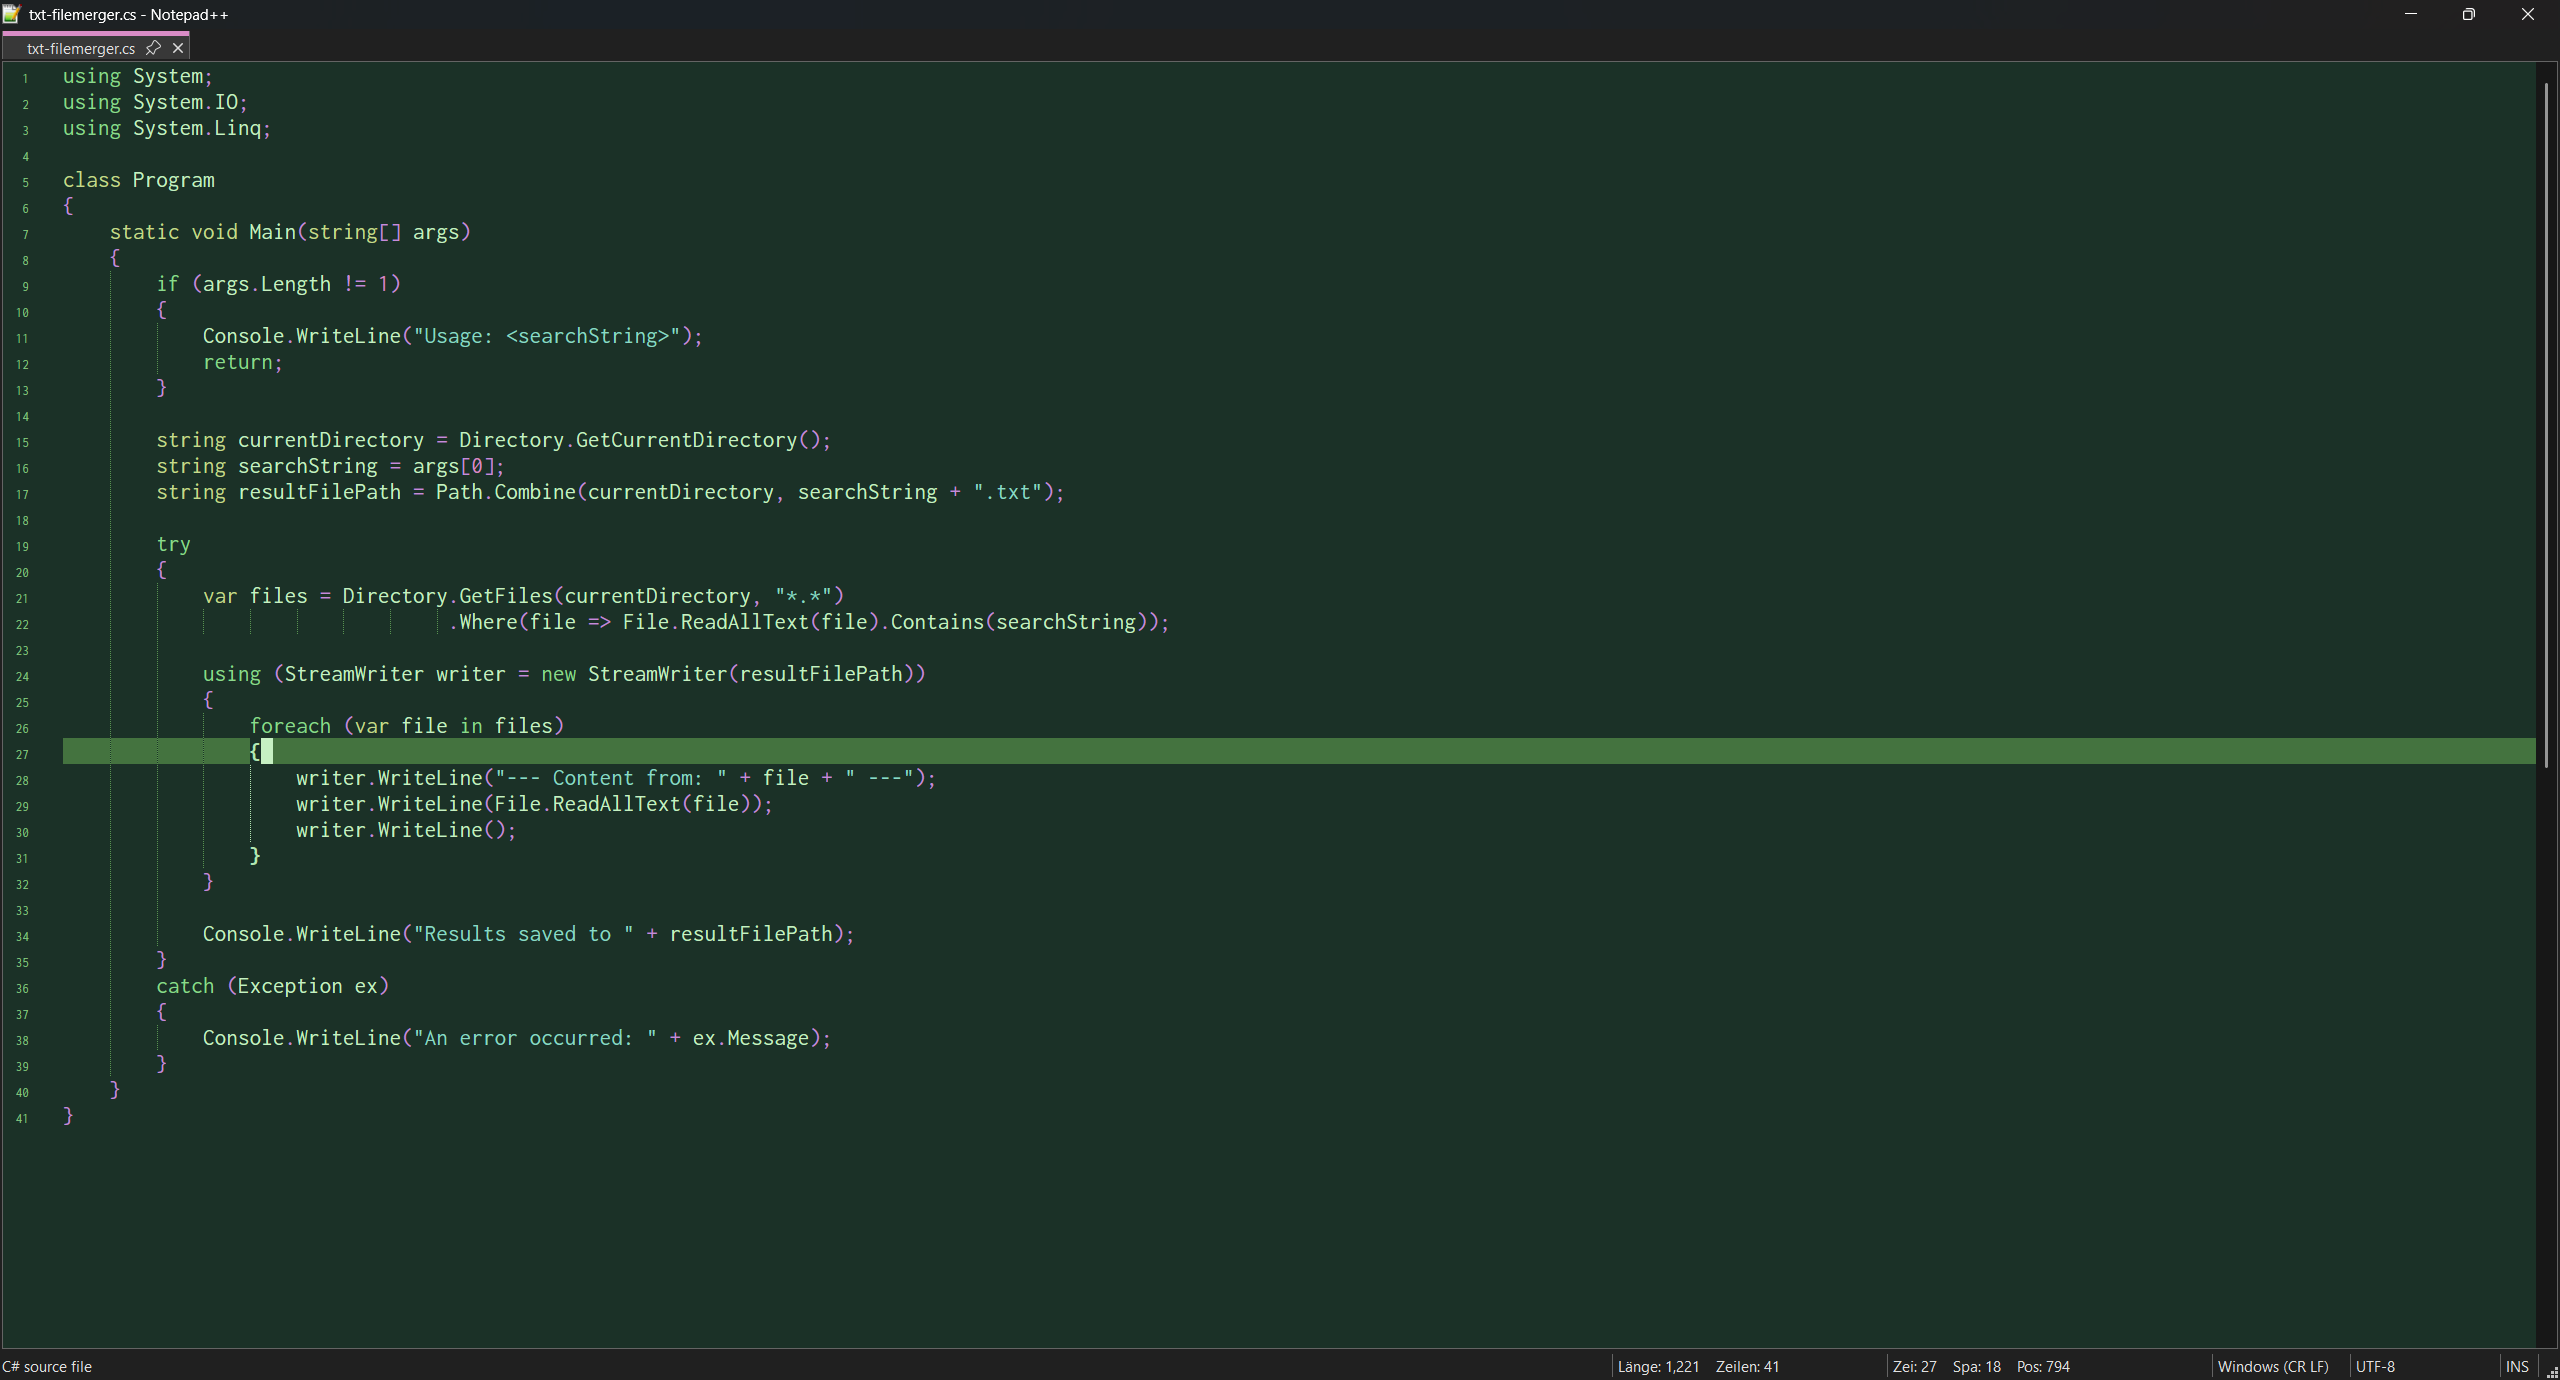 txt-filemerger.cs - Notepad++
txt-filemerger.cs
1 using System;
2 using System.IO;
3 using System.Linq;
4
5 class Program
6 {
7     static void Main(string[] args)
8     {
9         if (args.Length != 1)
10         {
11             Console.WriteLine("Usage: <searchString>");
12             return;
13         }
14
15         string currentDirectory = Directory.GetCurrentDirectory();
16         string searchString = args[0];
17         string resultFilePath = Path.Combine(currentDirectory, searchString + ".txt");
18
19         try
20         {
21             var files = Directory.GetFiles(currentDirectory, "*.*")
22                                  .Where(file => File.ReadAllText(file).Contains(searchString));
23
24             using (StreamWriter writer = new StreamWriter(resultFilePath))
25             {
26                 foreach (var file in files)
27                 {
28                     writer.WriteLine("--- Content from: " + file + " ---");
29                     writer.WriteLine(File.ReadAllText(file));
30                     writer.WriteLine();
31                 }
32             }
33
34             Console.WriteLine("Results saved to " + resultFilePath);
35         }
36         catch (Exception ex)
37         {
38             Console.WriteLine("An error occurred: " + ex.Message);
39         }
40     }
41 }
C# source file Länge: 1,221 Zeilen: 41 Zei: 27 Spa: 18 Pos: 794 Windows (CR LF) UTF-8 INS